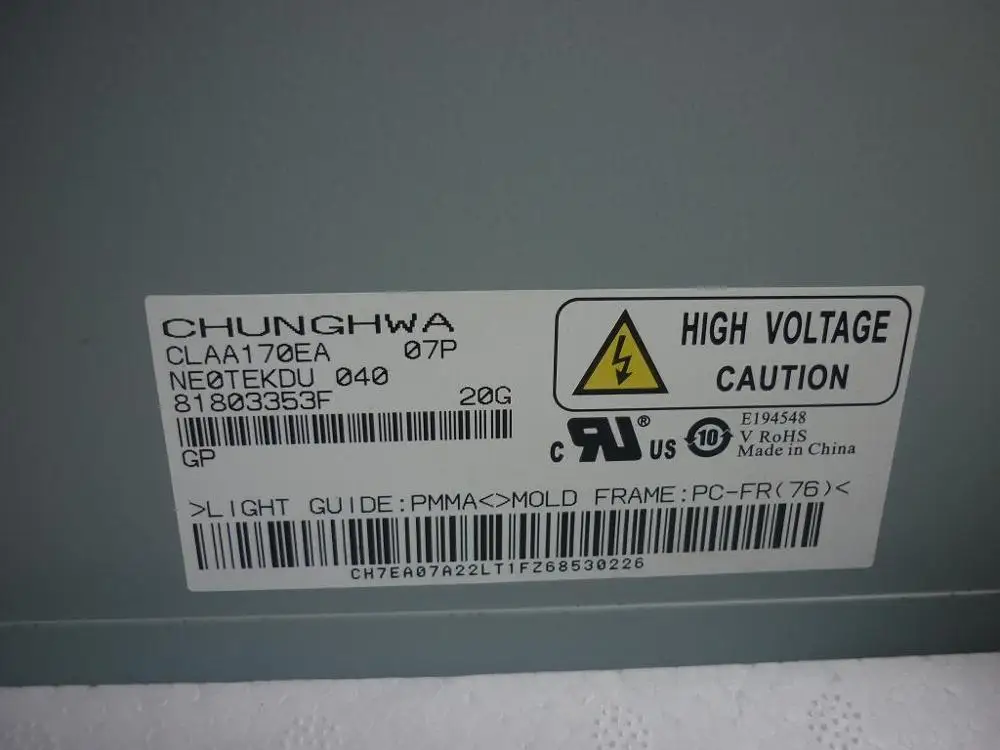 CHUNGHWA
CLAA170EA 07P
NE0TEKDU 040
81803353F 20G
GP
HIGH VOLTAGE
CAUTION
C RU® US 10
E194548
V RoHS
Made in China
>LIGHT GUIDE:PMMA<>MOLD FRAME:PC-FR(76)<
CH7EA07A22LT1FZ68530226